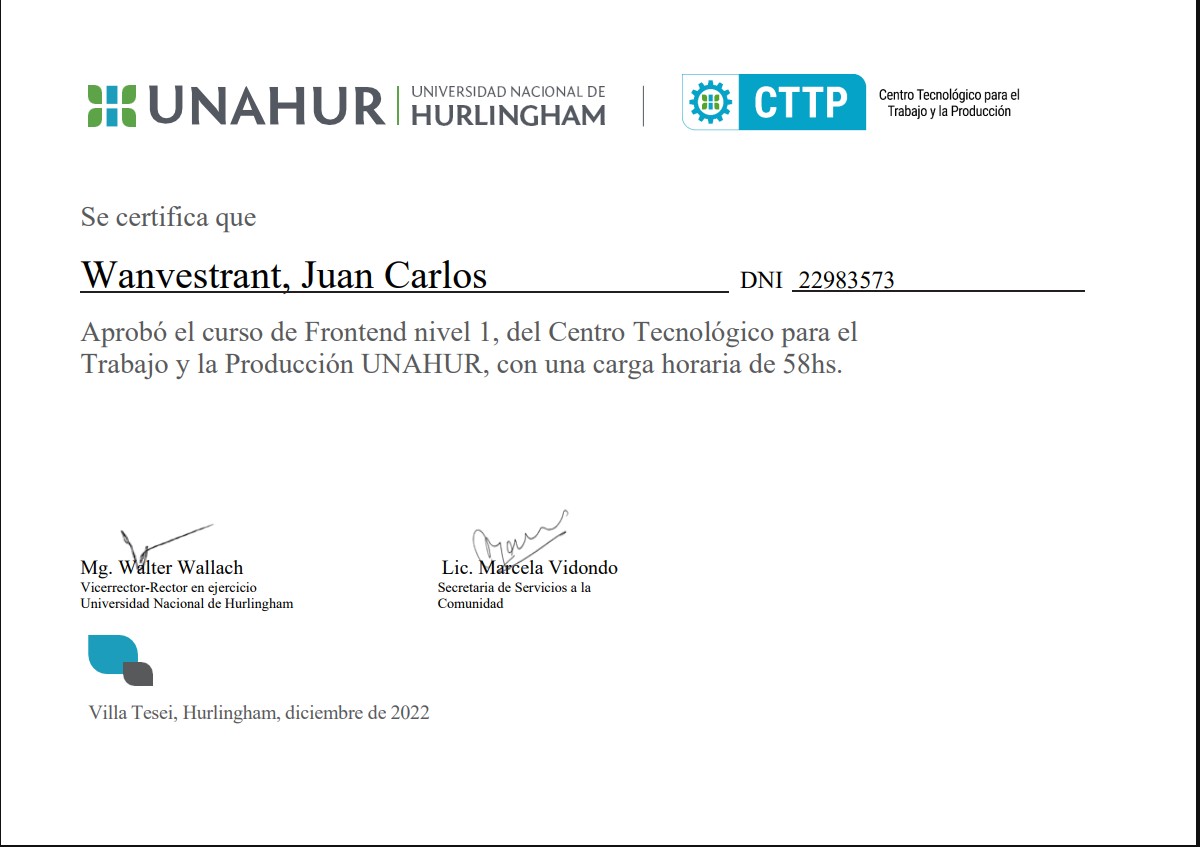 UNAHUR
UNIVERSIDAD NACIONAL DE
HURLINGHAM
CTTP
Centro Tecnológico para el
Trabajo y la Producción
Se certifica que
Wanvestrant, Juan Carlos DNI 22983573
Aprobó el curso de Frontend nivel 1, del Centro Tecnológico para el
Trabajo y la Producción UNAHUR, con una carga horaria de 58hs.
Mg. Walter Wallach
Vicerrector-Rector en ejercicio
Universidad Nacional de Hurlingham
Lic. Marcela Vidondo
Secretaria de Servicios a la
Comunidad
Villa Tesei, Hurlingham, diciembre de 2022